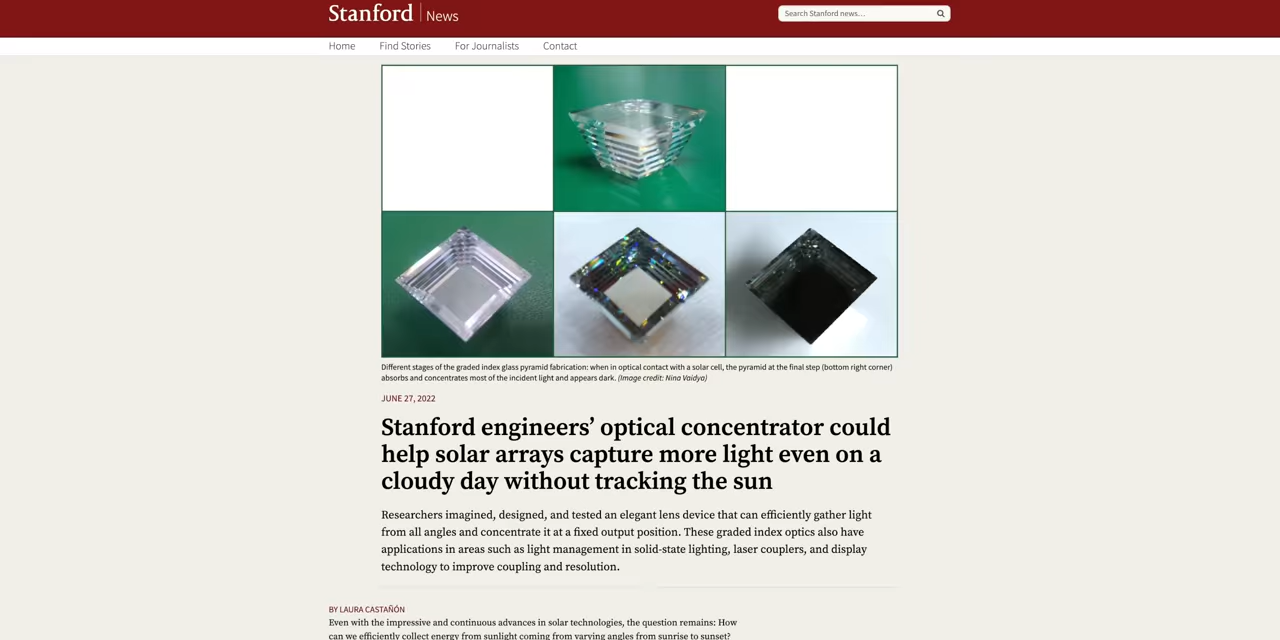 Stanford News
Search Stanford news...
Home Find Stories For Journalists Contact
Different stages of the graded index glass pyramid fabrication: when in optical contact with a solar cell, the pyramid at the final step (bottom right corner)
absorbs and concentrates most of the incident light and appears dark. (Image credit: Nina Vaidya)
JUNE 27, 2022
Stanford engineers’ optical concentrator could
help solar arrays capture more light even on a
cloudy day without tracking the sun
Researchers imagined, designed, and tested an elegant lens device that can efficiently gather light
from all angles and concentrate it at a fixed output position. These graded index optics also have
applications in areas such as light management in solid-state lighting, laser couplers, and display
technology to improve coupling and resolution.
BY LAURA CASTAÑÓN
Even with the impressive and continuous advances in solar technologies, the question remains: How
can we efficiently collect energy from sunlight coming from varying angles from sunrise to sunset?